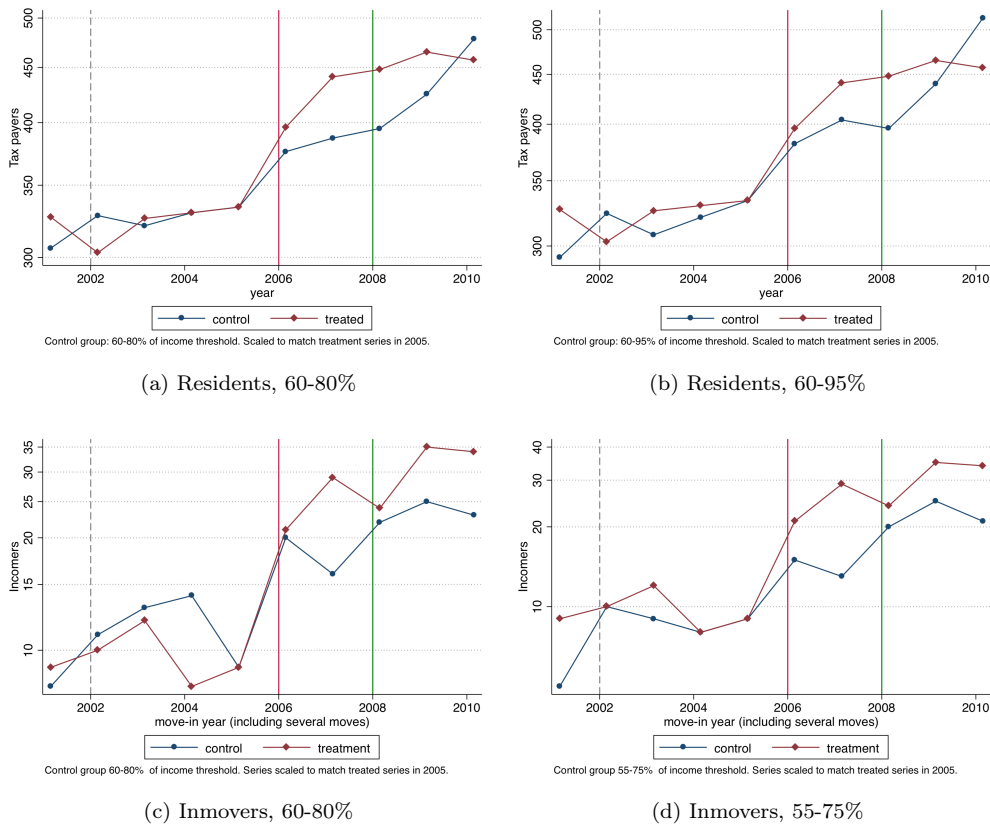 500
450
400
350
300
Tax payers
2002 2004 2006 2008 2010
year
control treated
Control group: 60-80% of income threshold. Scaled to match treatment series in 2005.
(a) Residents, 60-80%
500
450
400
350
300
Tax payers
2002 2004 2006 2008 2010
year
control treated
Control group: 60-95% of income threshold. Scaled to match treatment series in 2005.
(b) Residents, 60-95%
35
30
25
20
15
10
Incomers
2002 2004 2006 2008 2010
move-in year (including several moves)
control treatment
Control group 60-80% of income threshold. Series scaled to match treated series in 2005.
(c) Inmovers, 60-80%
40
30
20
10
Incomers
2002 2004 2006 2008 2010
move-in year (including several moves)
control treatment
Control group 55-75% of income threshold. Series scaled to match treated series in 2005.
(d) Inmovers, 55-75%